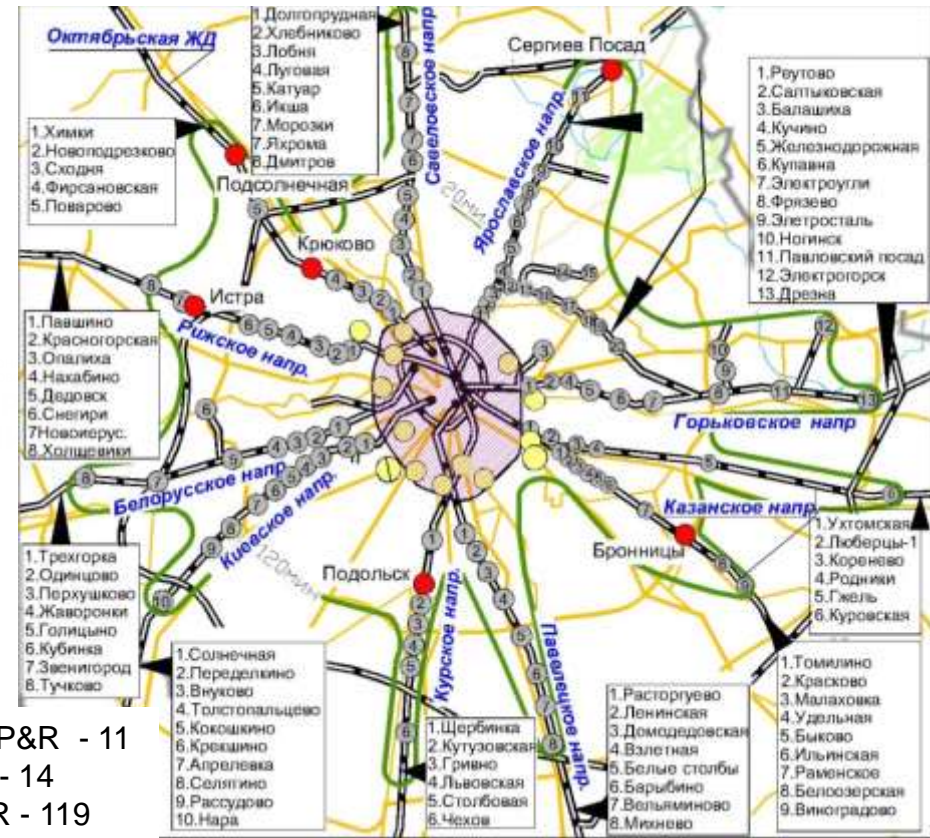 Октябрьская ЖД
1.Долгопрудная
2.Хлебниково
3.Лобня
4.Луговая
5.Катуар
6.Икша
7.Морозки
7.Яхрома
8.Дмитров
Савеловское напр
Сергиев Посад
Ярославское напр.
20мин
1.Реутово
2.Салтыковская
3.Балашиха
4.Кучино
5.Железнодорожная
6.Купавна
7.Электроугли
8.Фрязево
9.Элетросталь
10.Ногинск
11.Павловский посад
12.Электрогорск
13.Дрезна
1.Химки
2.Новоподрезково
3.Сходня
4.Фирсановская
5.Поварово
Подсолнечная
Крюково
Истра
Рижское напр.
1.Павшино
2.Красногорская
3.Опалиха
4.Нахабино
5.Дедовск
6.Снегири
7Новоиерус.
8.Холщевики
Горьковское напр
Белорусское напр
Киевское напр.
120мин
Казанское напр.
Бронницы
1.Ухтомская
2.Люберцы-1
3.Коренево
4.Родники
5.Гжель
6.Куровская
1.Трехгорка
2.Одинцово
3.Перхушково
4.Жаворонки
5.Голицыно
6.Кубинка
7.Звенигород
8.Тучково
Подольск
Курское напр.
Павелецкое напр.
1.Солнечная
2.Переделкино
3.Внуково
4.Толстопальцево
5.Кокошкино
6.Крекшино
7.Апрелевка
8.Селятино
9.Рассудово
10.Нара
1.Щербинка
2.Кутузовская
3.Гривно
4.Львовская
5.Столбовая
6.Чехов
1.Расторгуево
2.Ленинская
3.Домодедовская
4.Взлетная
5.Белые столбы
6.Барыбино
7.Вельяминово
8.Михнево
1.Томилино
2.Красково
3.Малаховка
4.Удельная
5.Быково
6.Ильинская
7.Раменское
8.Белоозерская
9.Виноградово
P&R - 11
- 14
R - 119